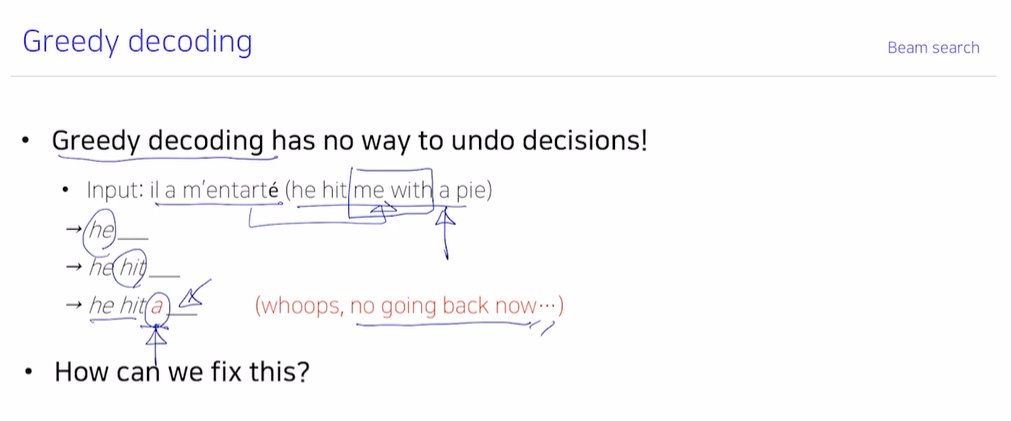 Greedy decoding
Beam search
• Greedy decoding has no way to undo decisions!
• Input: il a m'entarté (he hit me with a pie)
→ he ___
→ he hit ___
→ he hit a ___ (whoops, no going back now…)
• How can we fix this?